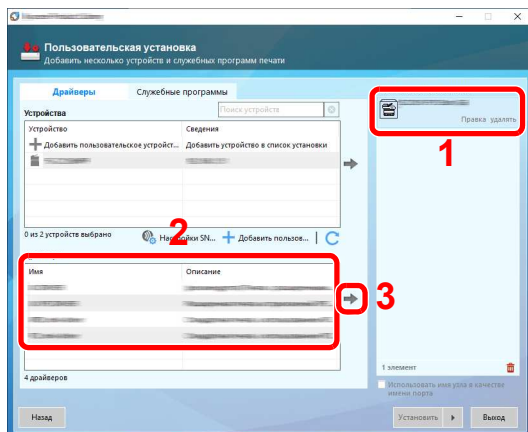 Пользовательская установка
Добавить несколько устройств и служебных программ печати
Драйверы
Служебные программы
Устройства
Поиск устройств
Устройство
Сведения
Добавить пользовательское устройст...
Добавить устройство в список установки
0 из 2 устройств выбрано
Настройки SN...
Добавить пользов...
Имя
Описание
4 драйверов
Правка удалять
1
2
3
1 элемент
Использовать имя узла в качестве
имени порта
Назад
Установить
Выход